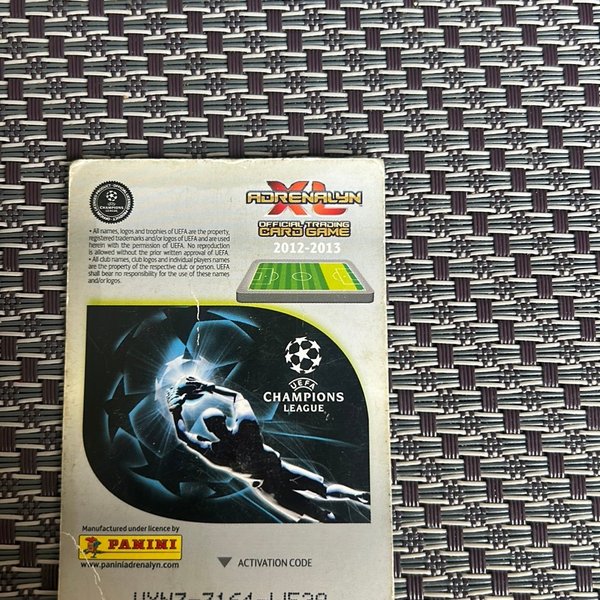 CHAMPIONS
LEAGUE
ADRENALYN
XL
OFFICIAL TRADING
CARD GAME
2012-2013
• All names, logos and trophies of UEFA are the property,
registered trademarks and/or logos of UEFA and are used
herein with the permission of UEFA. No reproduction
is allowed without the prior written approval of UEFA.
• All club names, club logos and individual players names
are the property of the respective club or person. UEFA
shall bear no responsibility for the use of these names
and/or logos.
UEFA
CHAMPIONS
LEAGUE
Manufactured under licence by
PANINI
www.paniniadrenalyn.com
ACTIVATION CODE